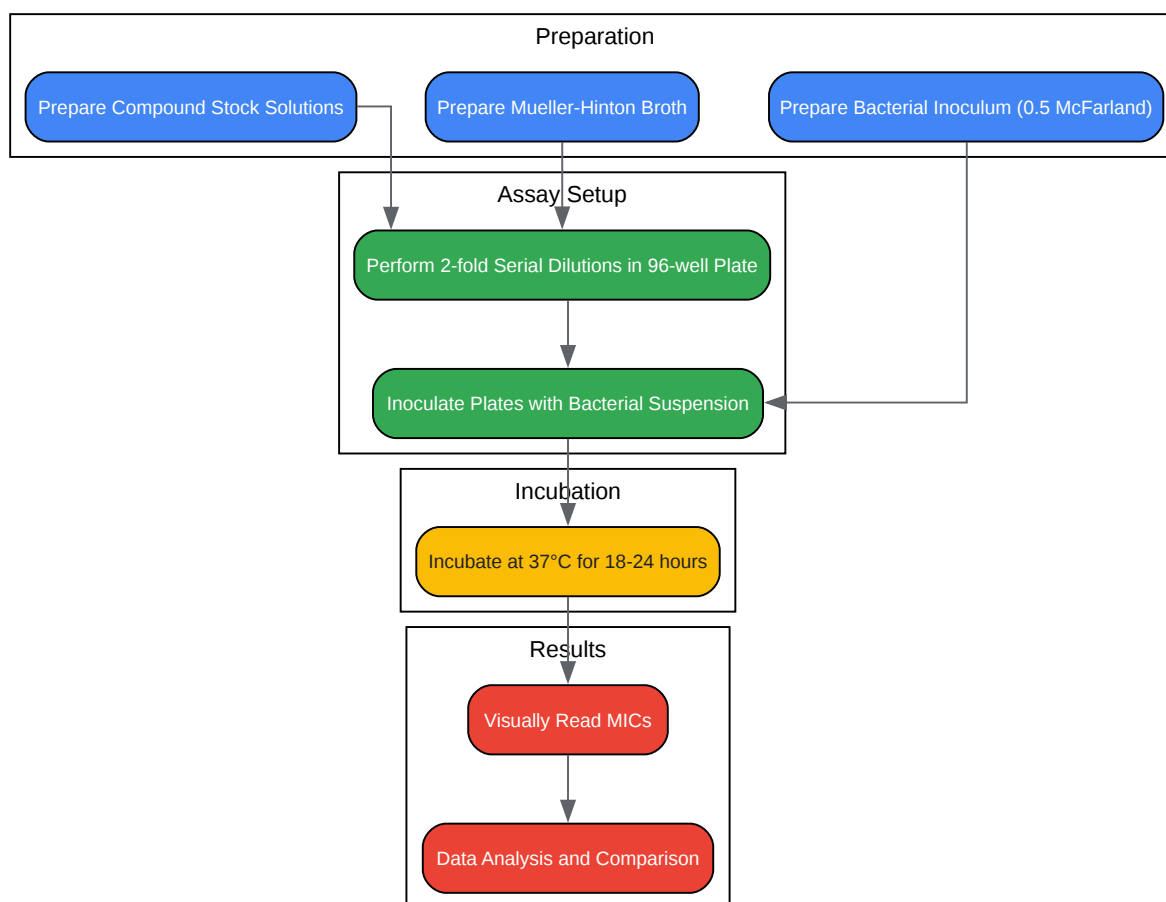 Preparation
Prepare Compound Stock Solutions
Prepare Mueller-Hinton Broth
Prepare Bacterial Inoculum (0.5 McFarland)
Assay Setup
Perform 2-fold Serial Dilutions in 96-well Plate
Inoculate Plates with Bacterial Suspension
Incubation
Incubate at 37°C for 18-24 hours
Results
Visually Read MICs
Data Analysis and Comparison